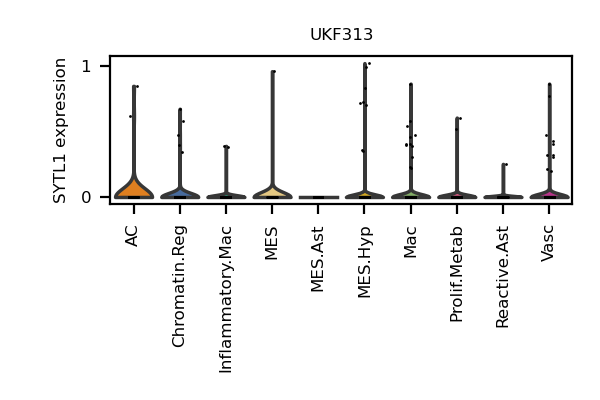 UKF313
SYTL1 expression
1
0
AC
Chromatin.Reg
Inflammatory.Mac
MES
MES.Ast
MES.Hyp
Mac
Prolif.Metab
Reactive.Ast
Vasc